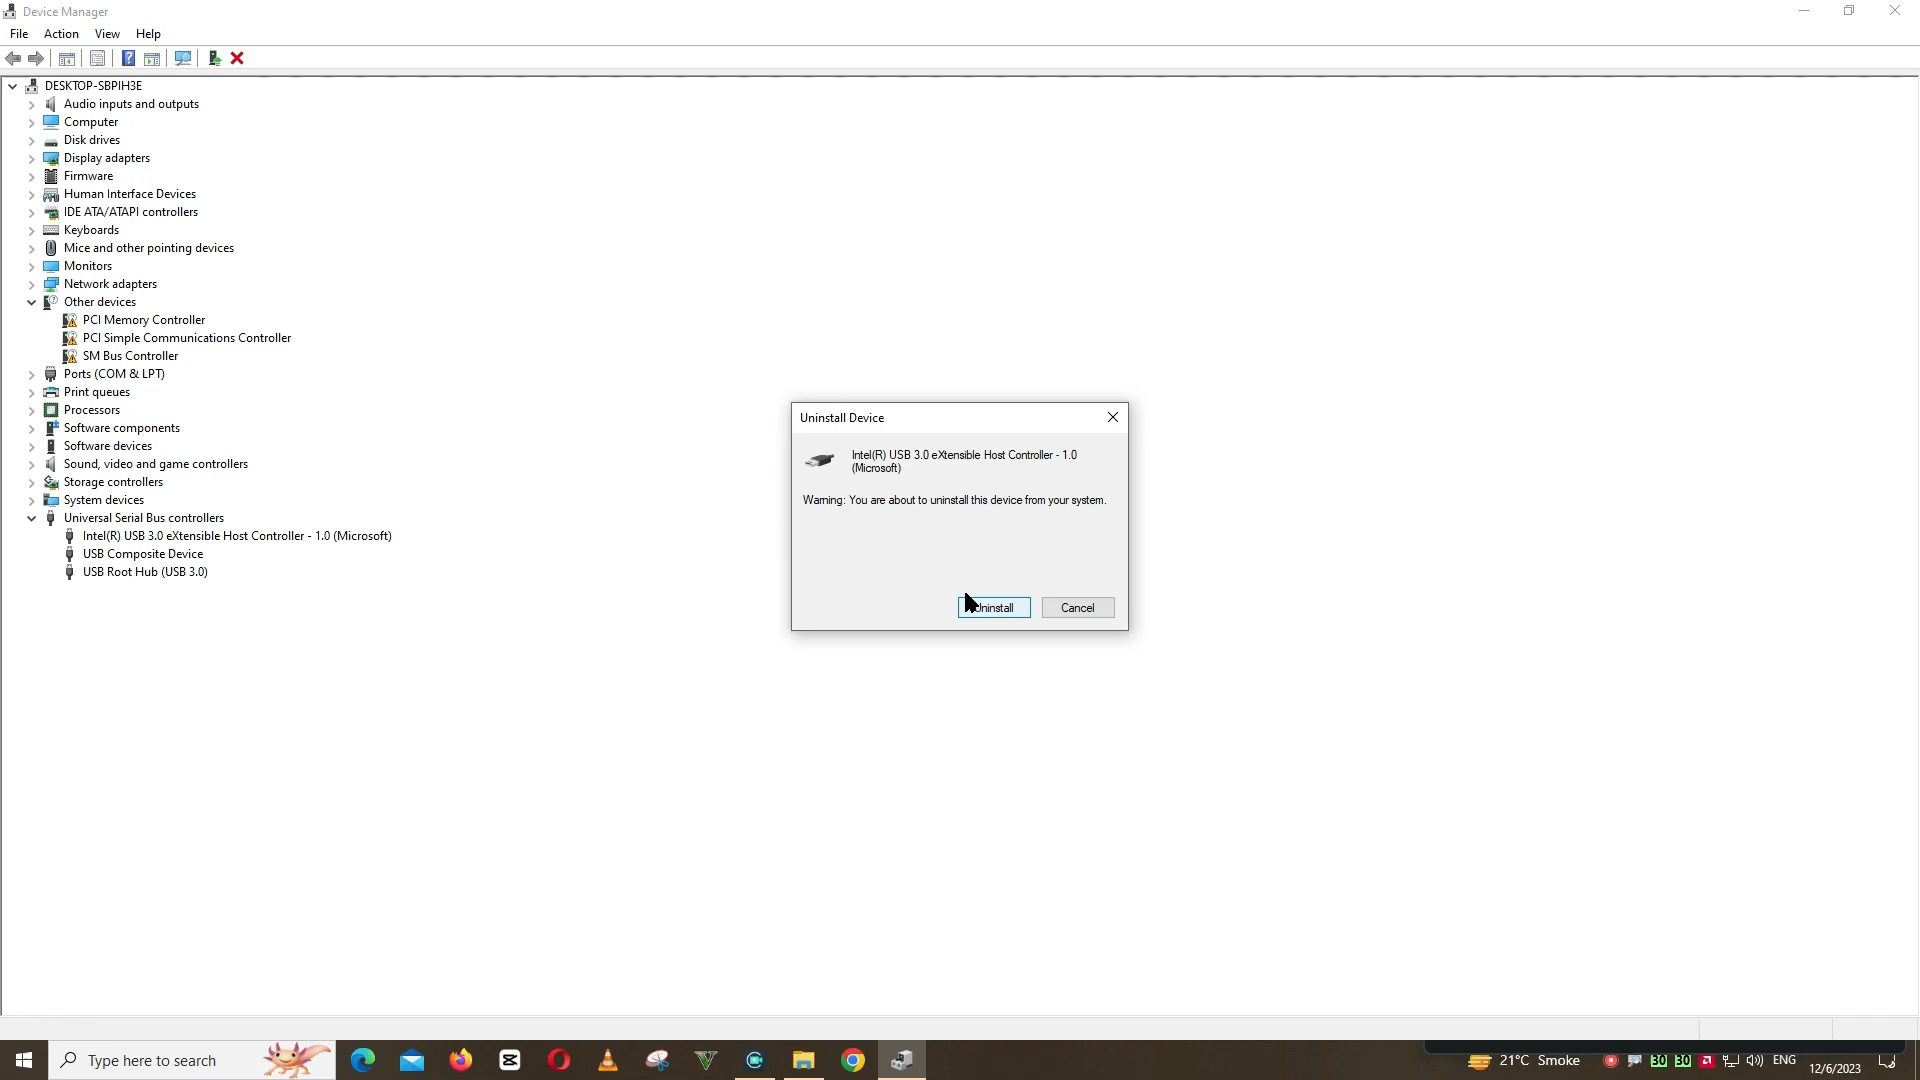 Device Manager
File Action View Help
DESKTOP-SBPIH3E
Audio inputs and outputs
Computer
Disk drives
Display adapters
Firmware
Human Interface Devices
IDE ATA/ATAPI controllers
Keyboards
Mice and other pointing devices
Monitors
Network adapters
Other devices
PCI Memory Controller
PCI Simple Communications Controller
SM Bus Controller
Ports (COM & LPT)
Print queues
Processors
Software components
Software devices
Sound, video and game controllers
Storage controllers
System devices
Universal Serial Bus controllers
Intel(R) USB 3.0 eXtensible Host Controller - 1.0 (Microsoft)
USB Composite Device
USB Root Hub (USB 3.0)
Uninstall Device
Intel(R) USB 3.0 eXtensible Host Controller - 1.0
(Microsoft)
Warning: You are about to uninstall this device from your system.
Uninstall Cancel
Type here to search
21°C Smoke 30 30 ENG
12/6/2023